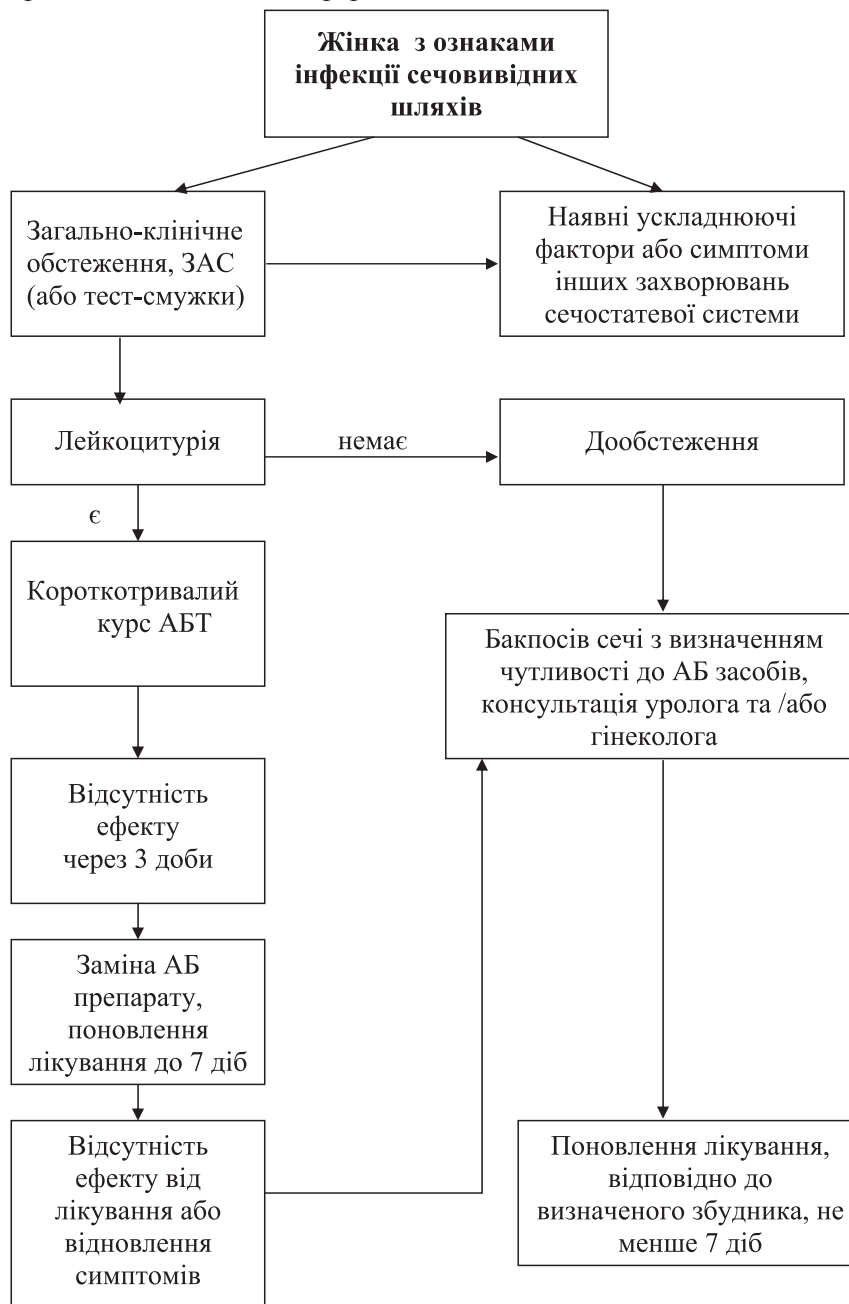 Жінка з ознаками
інфекції сечовивідних
шляхів
Загально-клінічне
обстеження, ЗАС
(або тест-смужки)
Наявні ускладнюючі
фактори або симптоми
інших захворювань
сечостатевої системи
Лейкоцитурія
немає
Дообстеження
є
Короткотривалий
курс АБТ
Бакпосів сечі з визначенням
чутливості до АБ засобів,
консультація уролога та /або
гінеколога
Відсутність
ефекту
через 3 доби
Заміна АБ
препарату,
поновлення
лікування до 7 діб
Відсутність
ефекту від
лікування або
відновлення
симптомів
Поновлення лікування,
відповідно до
визначеного збудника, не
менше 7 діб